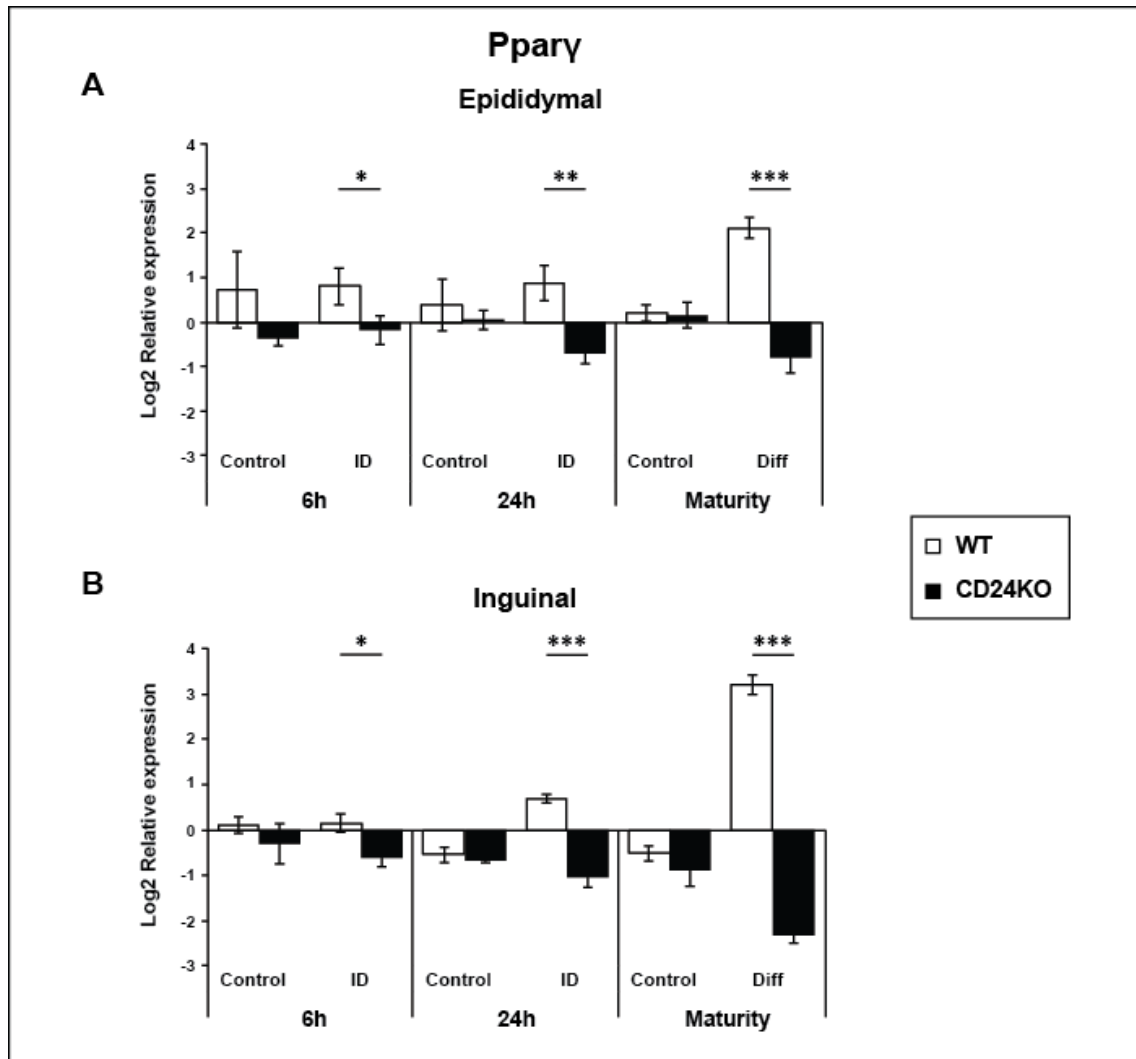 Pparγ
A
Epididymal
Log2 Relative expression
4
3
2
1
0
-1
-2
-3
*
**
***
Control
ID
Control
ID
Control
Diff
6h
24h
Maturity
WT
CD24KO
B
Inguinal
Log2 Relative expression
4
3
2
1
0
-1
-2
-3
*
***
***
Control
ID
Control
ID
Control
Diff
6h
24h
Maturity